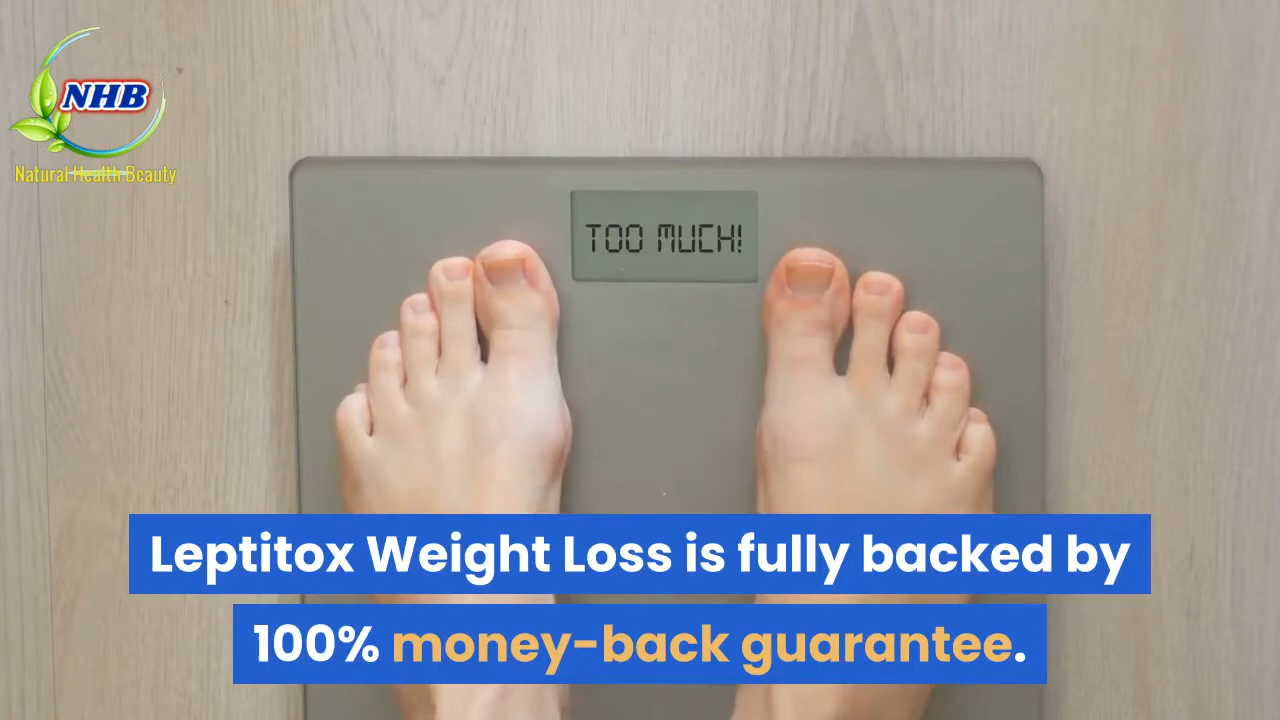 NHB
Natural Health Beauty
TOO MUCH!
Leptitox Weight Loss is fully backed by
100% money-back guarantee.